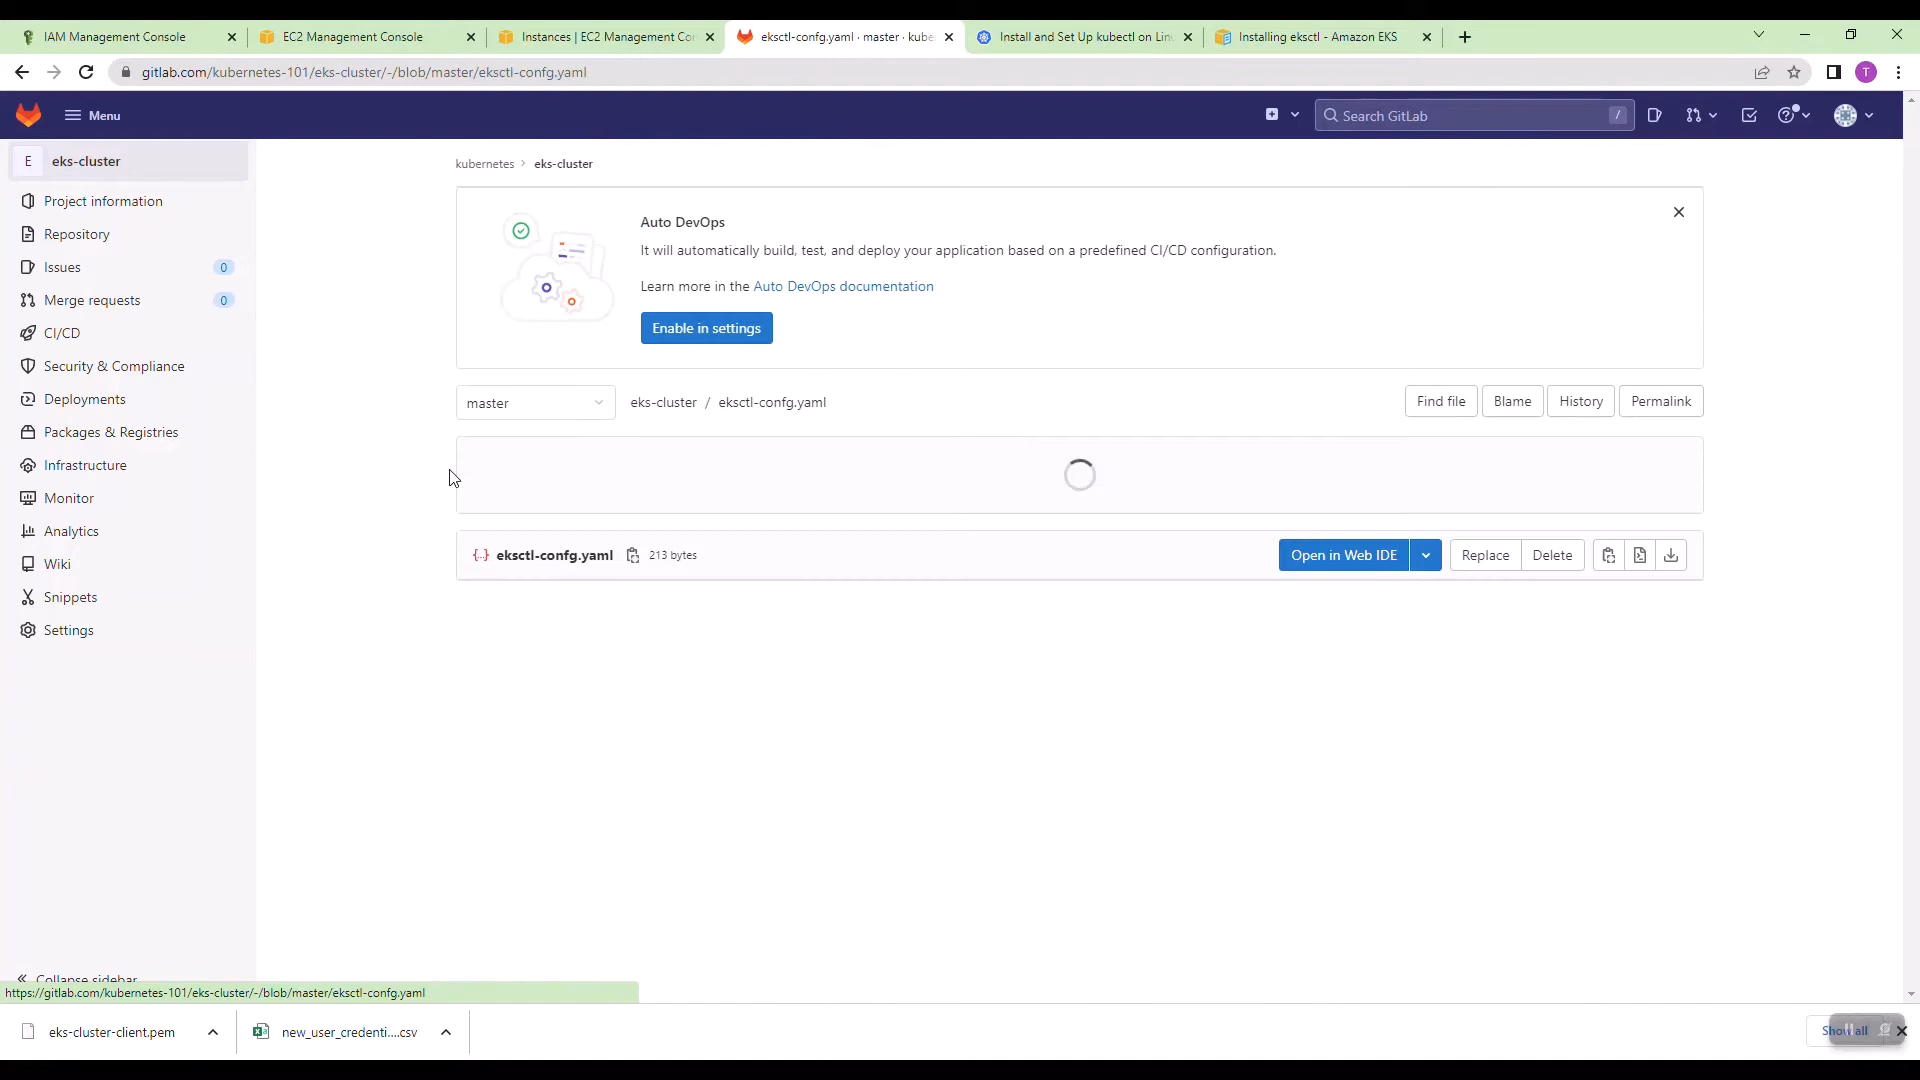 IAM Management Console
EC2 Management Console
Instances | EC2 Management Co
eksctl-confg.yaml · master · kube
Install and Set Up kubectl on Lin
Installing eksctl - Amazon EKS
gitlab.com/kubernetes-101/eks-cluster/-/blob/master/eksctl-confg.yaml
T
Menu
Search GitLab
/
E eks-cluster
Project information
Repository
Issues 0
Merge requests 0
CI/CD
Security & Compliance
Deployments
Packages & Registries
Infrastructure
Monitor
Analytics
Wiki
Snippets
Settings
Collapse sidebar
kubernetes > eks-cluster
Auto DevOps
It will automatically build, test, and deploy your application based on a predefined CI/CD configuration.
Learn more in the Auto DevOps documentation
Enable in settings
master
eks-cluster / eksctl-confg.yaml
Find file
Blame
History
Permalink
{...} eksctl-confg.yaml 213 bytes
Open in Web IDE
Replace
Delete
https://gitlab.com/kubernetes-101/eks-cluster/-/blob/master/eksctl-confg.yaml
eks-cluster-client.pem
new_user_credenti....csv
Show all